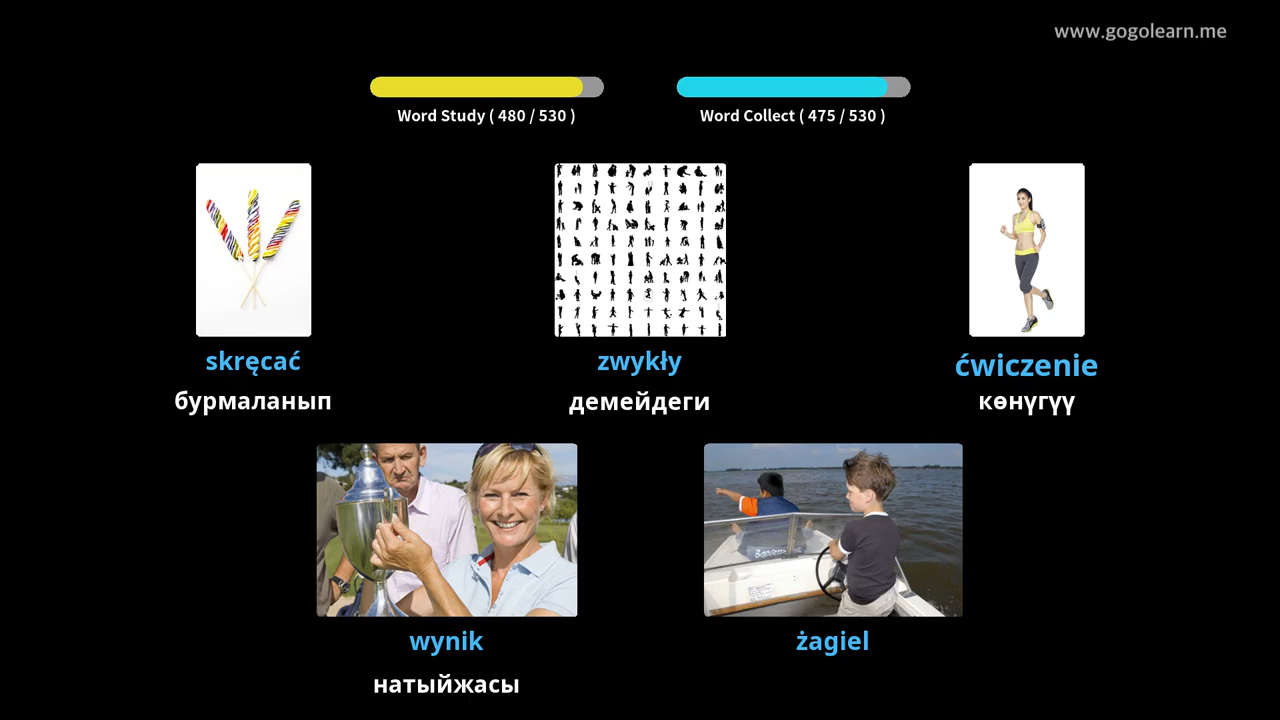 www.gogolearn.me
Word Study ( 480 / 530 )
Word Collect ( 475 / 530 )
skręcać
zwykły
ćwiczenie
бурмаланып
демейдеги
көнүгүү
wynik
żagiel
натыйжасы